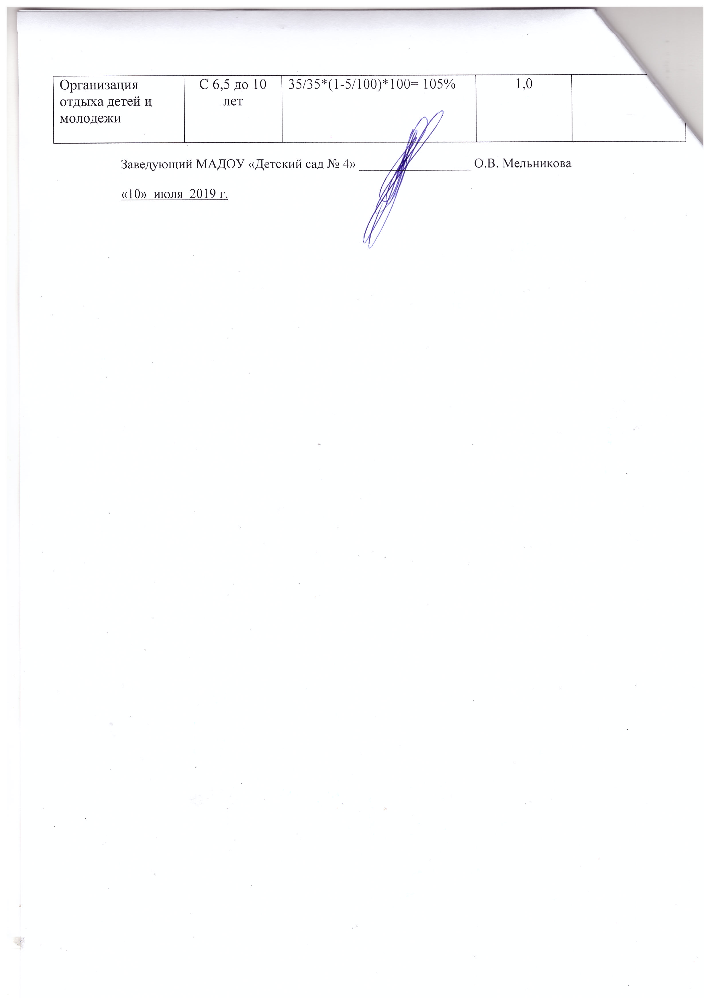 Организация
отдыха детей и
молодежи
С 6,5 до 10
лет
35/35*(1-5/100)*100= 105%
1,0
Заведующий МАДОУ «Детский сад № 4» _________________ О.В. Мельникова
«10»  июля  2019 г.